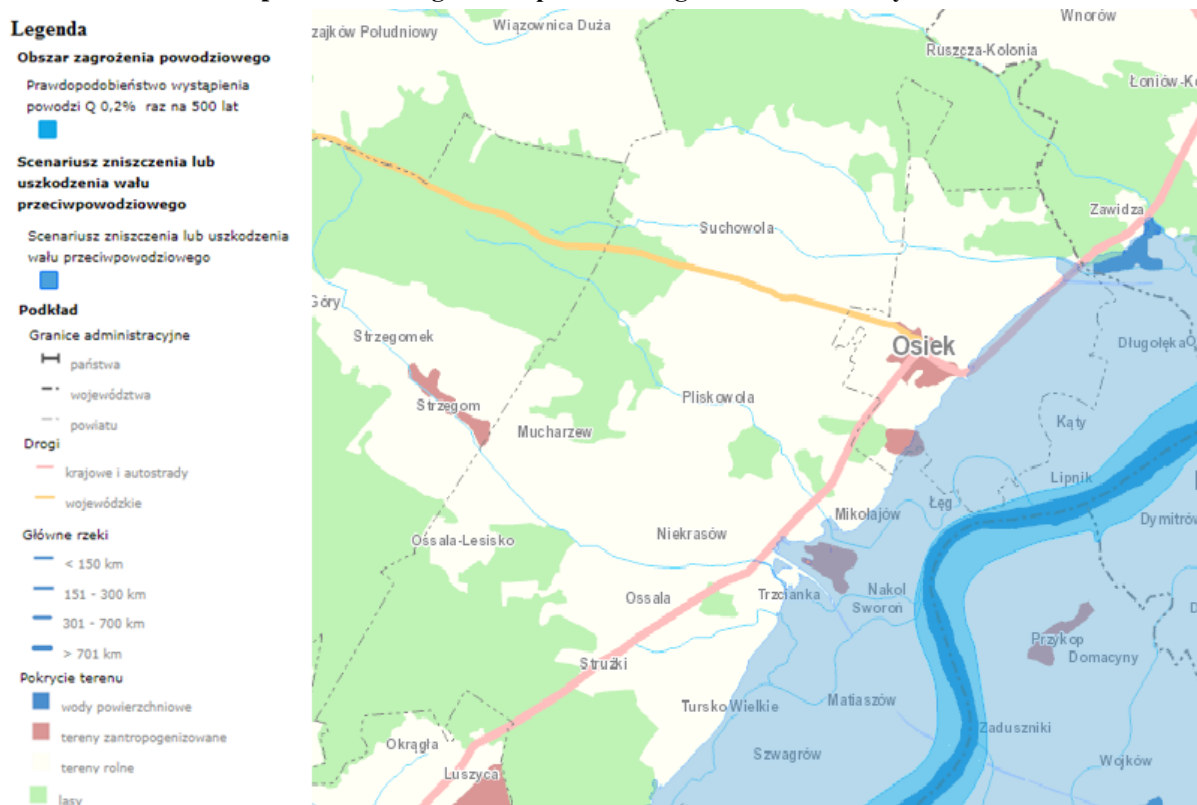 Legenda
Obszar zagrożenia powodziowego
Prawdopodobieństwo wystąpienia
powodzi Q 0,2% raz na 500 lat
Scenariusz zniszczenia lub
uszkodzenia wału
przeciwpowodziowego
Scenariusz zniszczenia lub uszkodzenia
wału przeciwpowodziowego
Podkład
Granice administracyjne
państwa
województwa
powiatu
Drogi
krajowe i autostrady
wojewódzkie
Główne rzeki
< 150 km
151 - 300 km
301 - 700 km
> 701 km
Pokrycie terenu
wody powierzchniowe
tereny zantropogenizowane
tereny rolne
lasy
Wiązownica Duża
Wnorów
zajków Południowy
Ruszcza-Kolonia
Łoniów-Ko
Zawidza
Suchowola
Góry
Strzegomek
Osiek
Długołęka
Strzegom
Pliskowola
Mucharzew
Kąty
Lipnik
Łęg
Mikołajów
Dymitrów
Niekrasów
Ossala-Lesisko
Trzcianka
Nakol
Sworoń
Ossala
Przykop
Domacyny
Strużki
Tursko Wielkie
Matiaszów
Zaduszniki
Okrągła
Szwagrów
Wojków
Luszyca